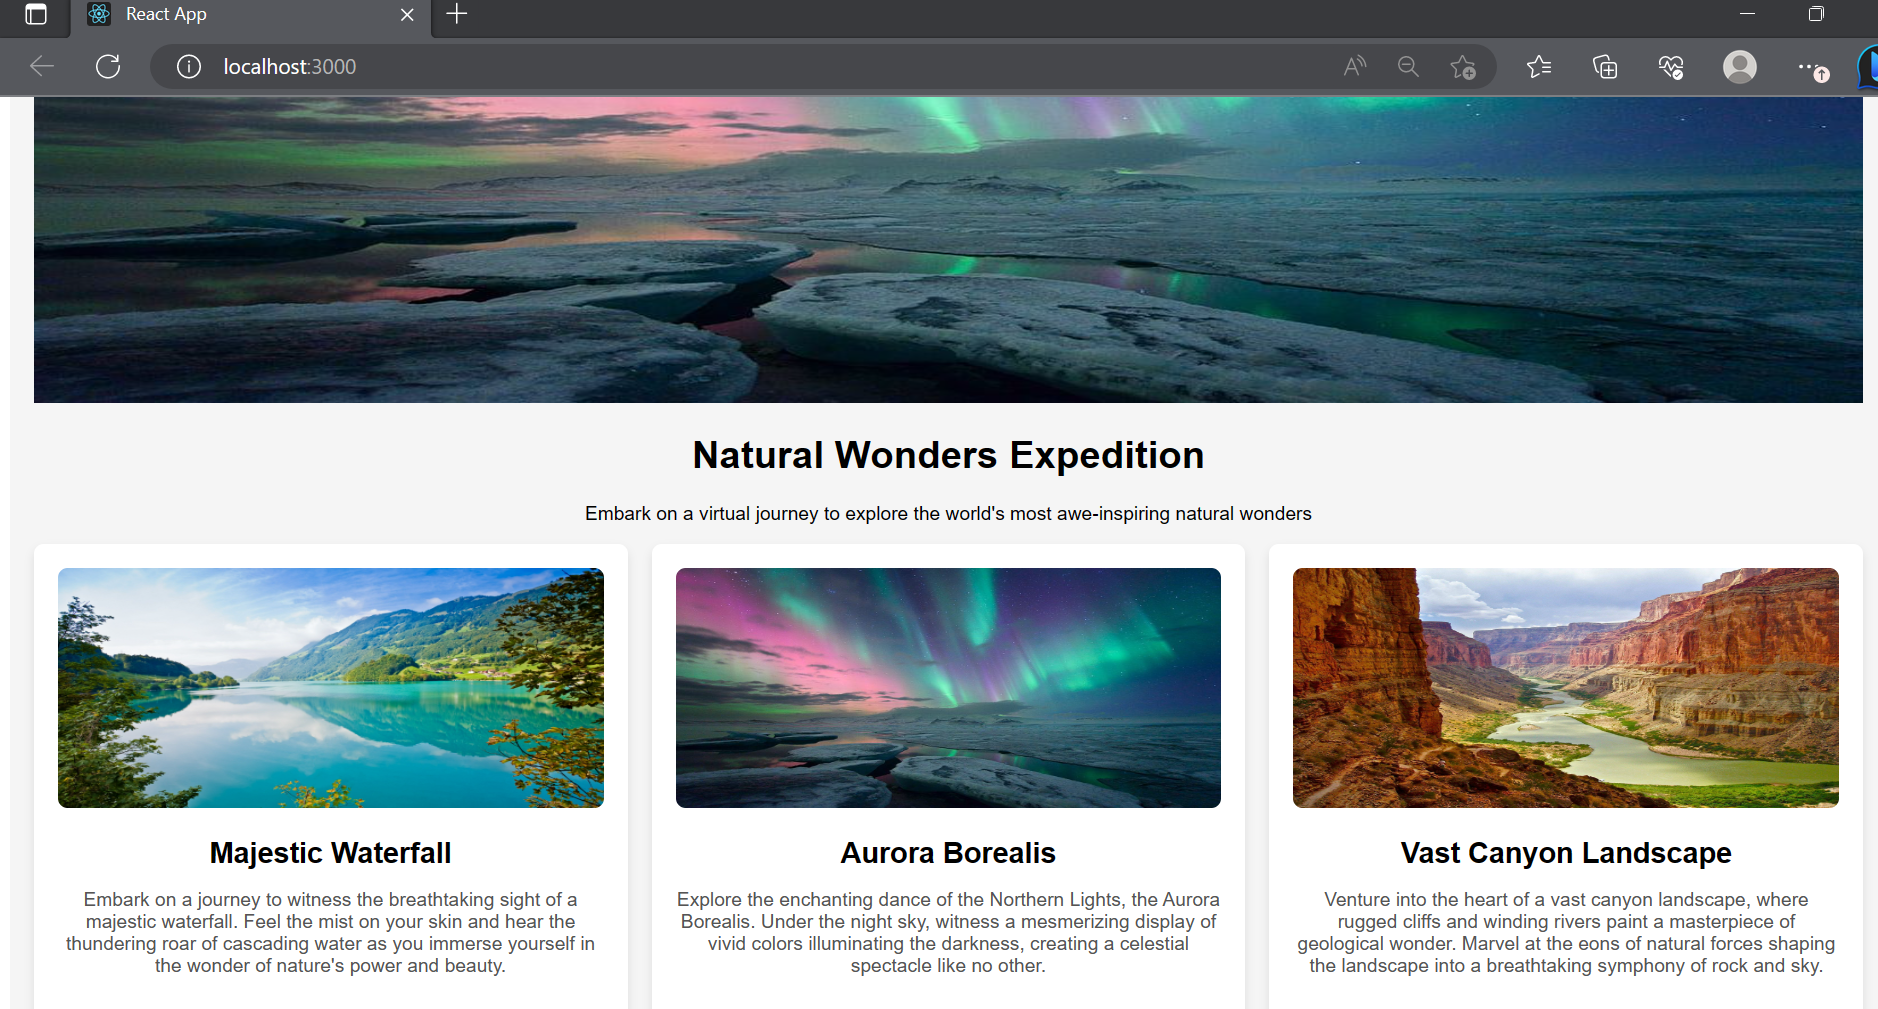 React App
localhost:3000
Natural Wonders Expedition
Embark on a virtual journey to explore the world's most awe-inspiring natural wonders
Majestic Waterfall
Embark on a journey to witness the breathtaking sight of a
majestic waterfall. Feel the mist on your skin and hear the
thundering roar of cascading water as you immerse yourself in
the wonder of nature's power and beauty.
Aurora Borealis
Explore the enchanting dance of the Northern Lights, the Aurora
Borealis. Under the night sky, witness a mesmerizing display of
vivid colors illuminating the darkness, creating a celestial
spectacle like no other.
Vast Canyon Landscape
Venture into the heart of a vast canyon landscape, where
rugged cliffs and winding rivers paint a masterpiece of
geological wonder. Marvel at the eons of natural forces shaping
the landscape into a breathtaking symphony of rock and sky.